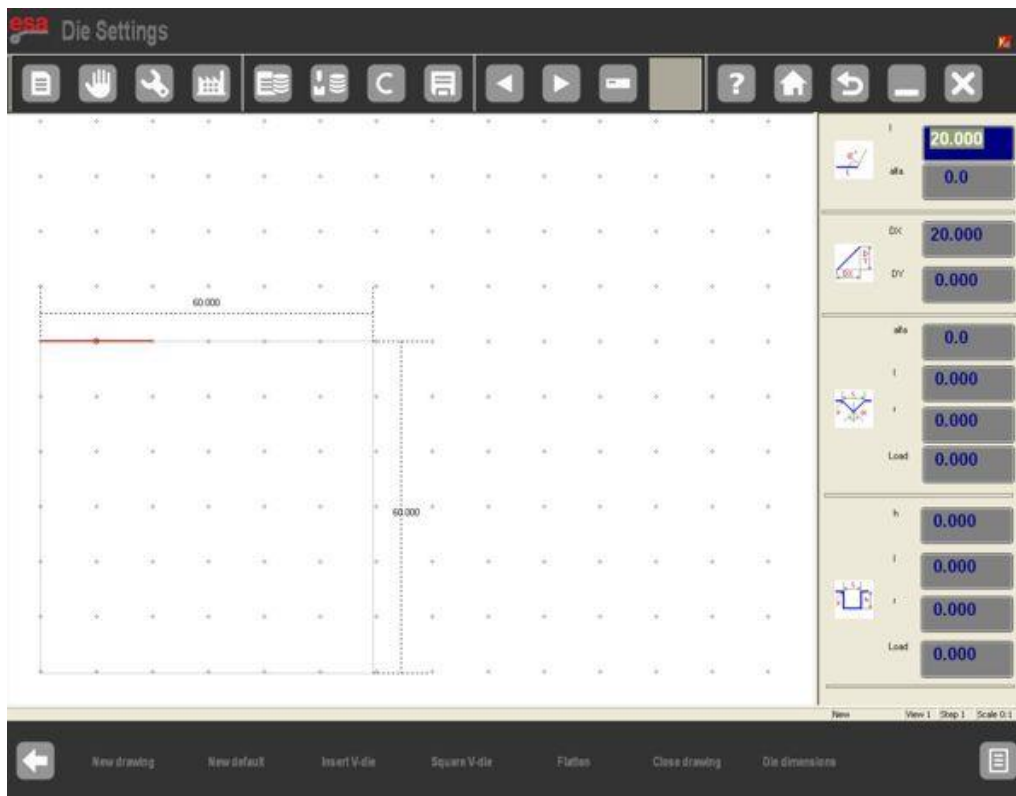 esa Die Settings
C ?
l 20.000
alfa 0.0
DX 20.000
DY 0.000
alfa 0.0
l 0.000
r 0.000
Load 0.000
h 0.000
l 0.000
r 0.000
Load 0.000
60.000
60.000
New View 1 Step 1 Scale 0:1
New drawing New default Insert V-die Square V-die Flatten Close drawing Die dimensions